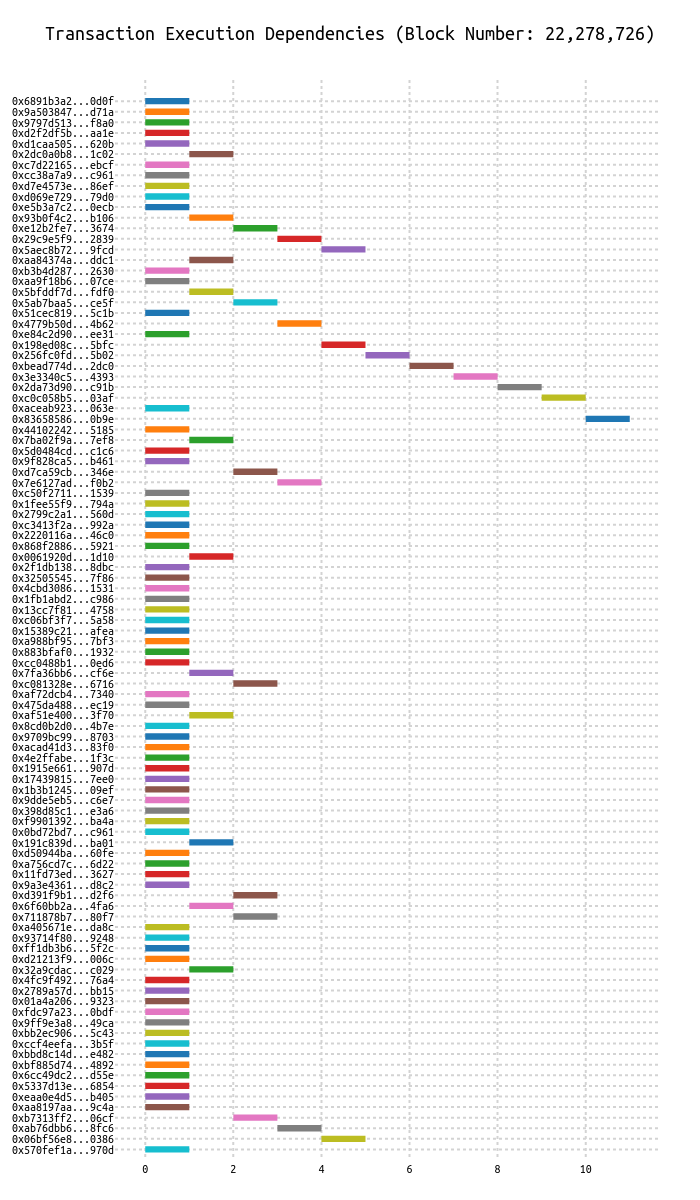 Transaction Execution Dependencies (Block Number: 22,278,726)
0x6891b3a2...0d0f
0x9a503847...d71a
0x9797d513...f8a0
0xd2f2df5b...aa1e
0xd1caa505...620b
0x2dc0a0b8...1c02
0xc7d22165...ebcf
0xcc38a7a9...c961
0xd7e4573e...86ef
0xd069e729...79d0
0xe5b3a7c2...0ecb
0x93b0f4c2...b106
0xe12b2fe7...3674
0x29c9e5f9...2839
0x5aec8b72...9fcd
0xaa84374a...ddc1
0xb3b4d287...2630
0xaa9f18b6...07ce
0x5bfddf7d...fdf0
0x5ab7baa5...ce5f
0x51cec819...5c1b
0x4779b50d...4b62
0xe84c2d90...ee31
0x198ed08c...5bfc
0x256fc0fd...5b02
0xbead774d...2dc0
0x3e3340c5...4393
0x2da73d90...c91b
0xc0c058b5...03af
0xaceab923...063e
0x83658586...0b9e
0x44102242...5185
0x7ba02f9a...7ef8
0x5d0484cd...c1c6
0x9f828ca5...b461
0xd7ca59cb...346e
0x7e6127ad...f0b2
0xc50f2711...1539
0x1fee55f9...794a
0x2799c2a1...560d
0xc3413f2a...992a
0x2220116a...46c0
0x868f2886...5921
0x0061920d...1d10
0x2f1db138...8dbc
0x32505545...7f86
0x4cbd3086...1531
0x1fb1abd2...c986
0x13cc7f81...4758
0xc06bf3f7...5a58
0x15389c21...afea
0xa988bf95...7bf3
0x883bfaf0...1932
0xcc0488b1...0ed6
0x7fa36bb6...cf6e
0xc081328e...6716
0xaf72dcb4...7340
0x475da488...ec19
0xaf51e400...3f70
0x8cd0b2d0...4b7e
0x9709bc99...8703
0xacad41d3...83f0
0x4e2ffabe...1f3c
0x1915e661...907d
0x17439815...7ee0
0x1b3b1245...09ef
0x9dde5eb5...c6e7
0x398d85c1...e3a6
0xf9901392...ba4a
0x0bd72bd7...c961
0x191c839d...ba01
0xd50944ba...60fe
0xa756cd7c...6d22
0x11fd73ed...3627
0x9a3e4361...d8c2
0xd391f9b1...d2f6
0x6f60bb2a...4fa6
0x711878b7...80f7
0xa405671e...da8c
0x93714f80...9248
0xff1db3b6...5f2c
0xd21213f9...006c
0x32a9cdac...c029
0x4fc9f492...76a4
0x2789a57d...bb15
0x01a4a206...9323
0xfdc97a23...0bdf
0x9ff9e3a8...49ca
0xbb2ec906...5c43
0xccf4eefa...3b5f
0xbbd8c14d...e482
0xbf885d74...4892
0x6cc49dc2...d55e
0x5337d13e...6854
0xeaa0e4d5...b405
0xaa8197aa...9c4a
0xb7313ff2...06cf
0xab76dbb6...8fc6
0x06bf56e8...0386
0x570fef1a...970d
0 2 4 6 8 10